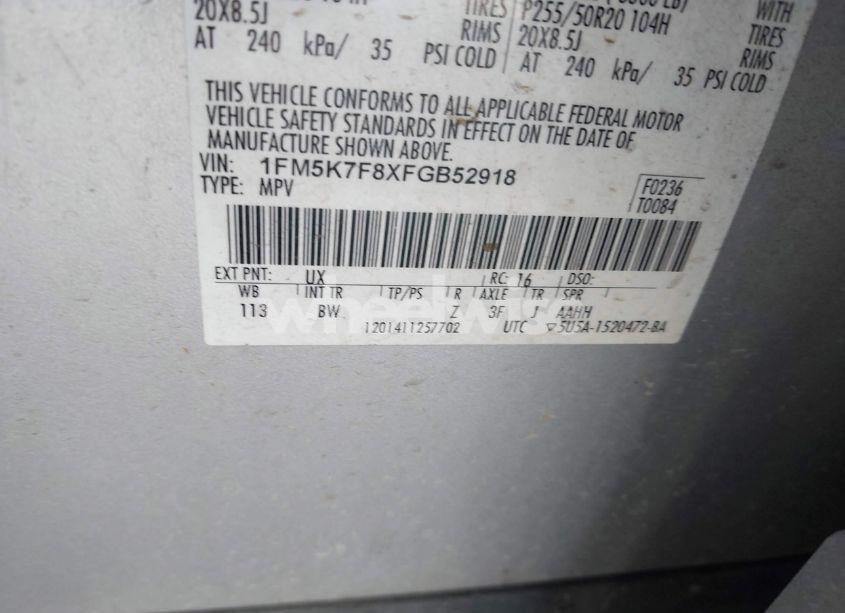 20X8.5J TIRES P255/50R20 104H WITH
RIMS 20X8.5J TIRES
AT 240 kPa/ 35 PSI COLD AT 240 kPa/ 35 PSI COLD RIMS
THIS VEHICLE CONFORMS TO ALL APPLICABLE FEDERAL MOTOR
VEHICLE SAFETY STANDARDS IN EFFECT ON THE DATE OF
MANUFACTURE SHOWN ABOVE.
VIN: 1FM5K7F8XFGB52918
TYPE: MPV
F0236
T0084
EXT PNT: UX RC: 16 DSO:
WB INT TR TP/PS R AXLE TR SPR
113 BW Z 3F J AAHH
1201411257702 UTC ▽5U5A-1520472-BA